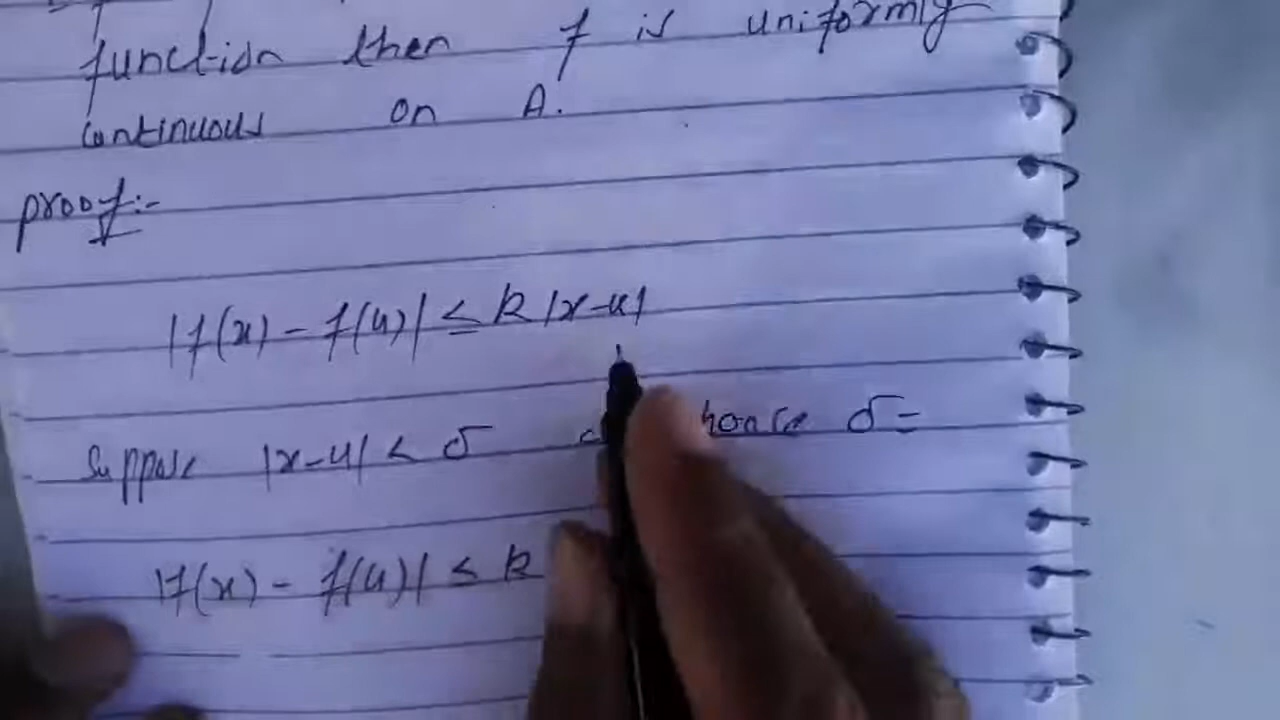 function then f is uniformly
continuous on A.
proof:-
|f(x) - f(u)| ≤ k |x-u|
Suppose |x-u| < δ hence δ=
|f(x) - f(u)| ≤ k